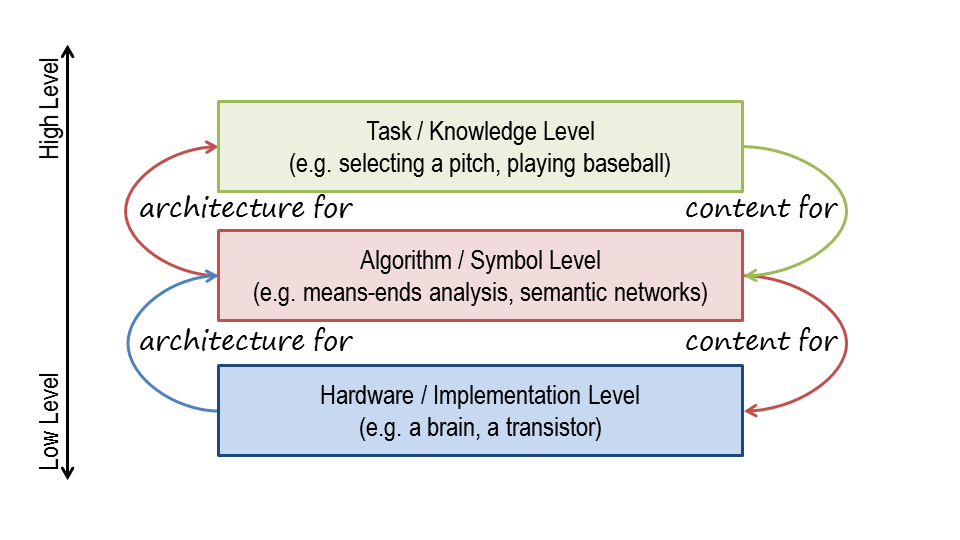 High Level
Task / Knowledge Level
(e.g. selecting a pitch, playing baseball)
architecture for
content for
Algorithm / Symbol Level
(e.g. means-ends analysis, semantic networks)
architecture for
content for
Hardware / Implementation Level
(e.g. a brain, a transistor)
Low Level